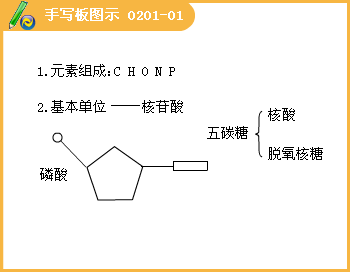 手写板图示 0201-01
1.元素组成:C H O N P
2.基本单位——核苷酸
五碳糖
核酸
脱氧核糖
磷酸